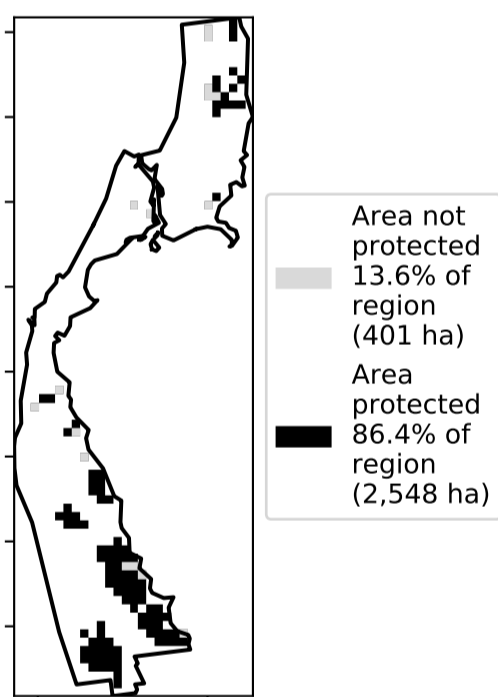 Area not
protected
13.6% of
region
(401 ha)
Area
protected
86.4% of
region
(2,548 ha)